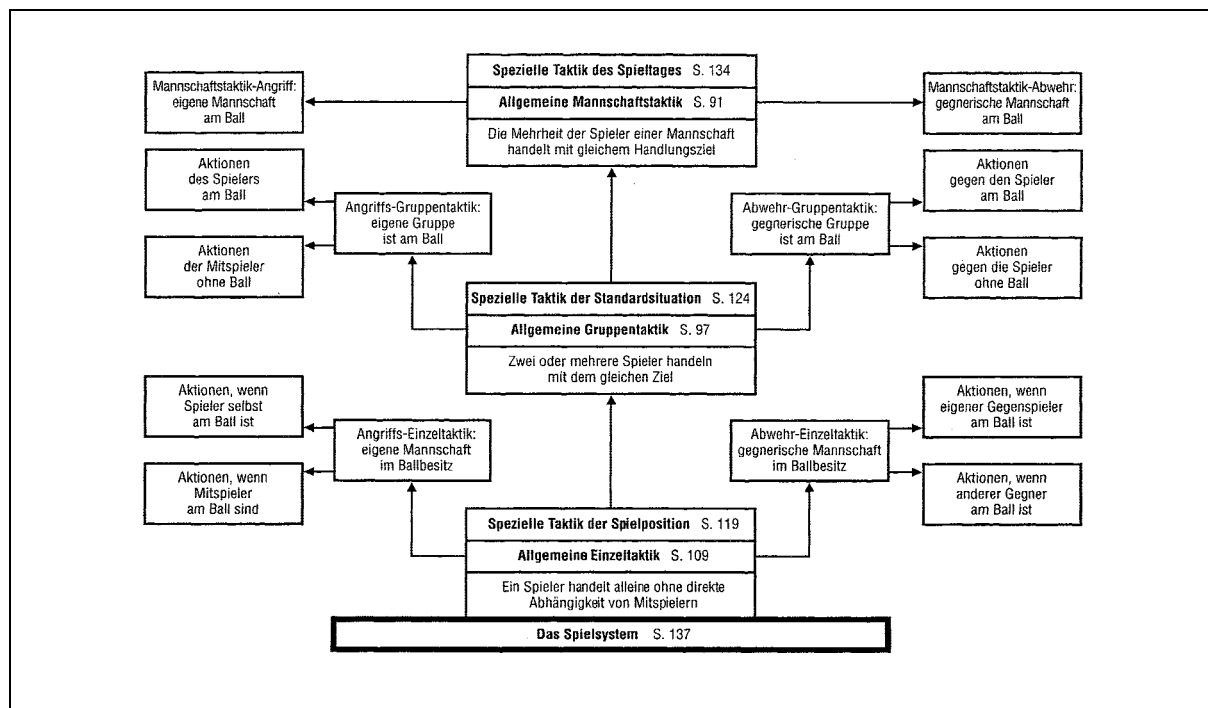 Spezielle Taktik des Spieltages S. 134
Mannschaftstaktik-Angriff:
eigene Mannschaft
am Ball
Allgemeine Mannschaftstaktik S. 91
Mannschaftstaktik-Abwehr:
gegnerische Mannschaft
am Ball
Die Mehrheit der Spieler einer Mannschaft
handelt mit gleichem Handlungsziel
Aktionen
des Spielers
am Ball
Aktionen
gegen den Spieler
am Ball
Angriffs-Gruppentaktik:
eigene Gruppe
ist am Ball
Abwehr-Gruppentaktik:
gegnerische Gruppe
ist am Ball
Aktionen
der Mitspieler
ohne Ball
Aktionen
gegen die Spieler
ohne Ball
Spezielle Taktik der Standardsituation S. 124
Allgemeine Gruppentaktik S. 97
Zwei oder mehrere Spieler handeln
mit dem gleichen Ziel
Aktionen, wenn
Spieler selbst
am Ball ist
Aktionen, wenn
eigener Gegenspieler
am Ball ist
Angriffs-Einzeltaktik:
eigene Mannschaft
im Ballbesitz
Abwehr-Einzeltaktik:
gegnerische Mannschaft
im Ballbesitz
Aktionen, wenn
Mitspieler
am Ball sind
Aktionen, wenn
anderer Gegner
am Ball ist
Spezielle Taktik der Spielposition S. 119
Allgemeine Einzeltaktik S. 109
Ein Spieler handelt alleine ohne direkte
Abhängigkeit von Mitspielern
Das Spielsystem S. 137